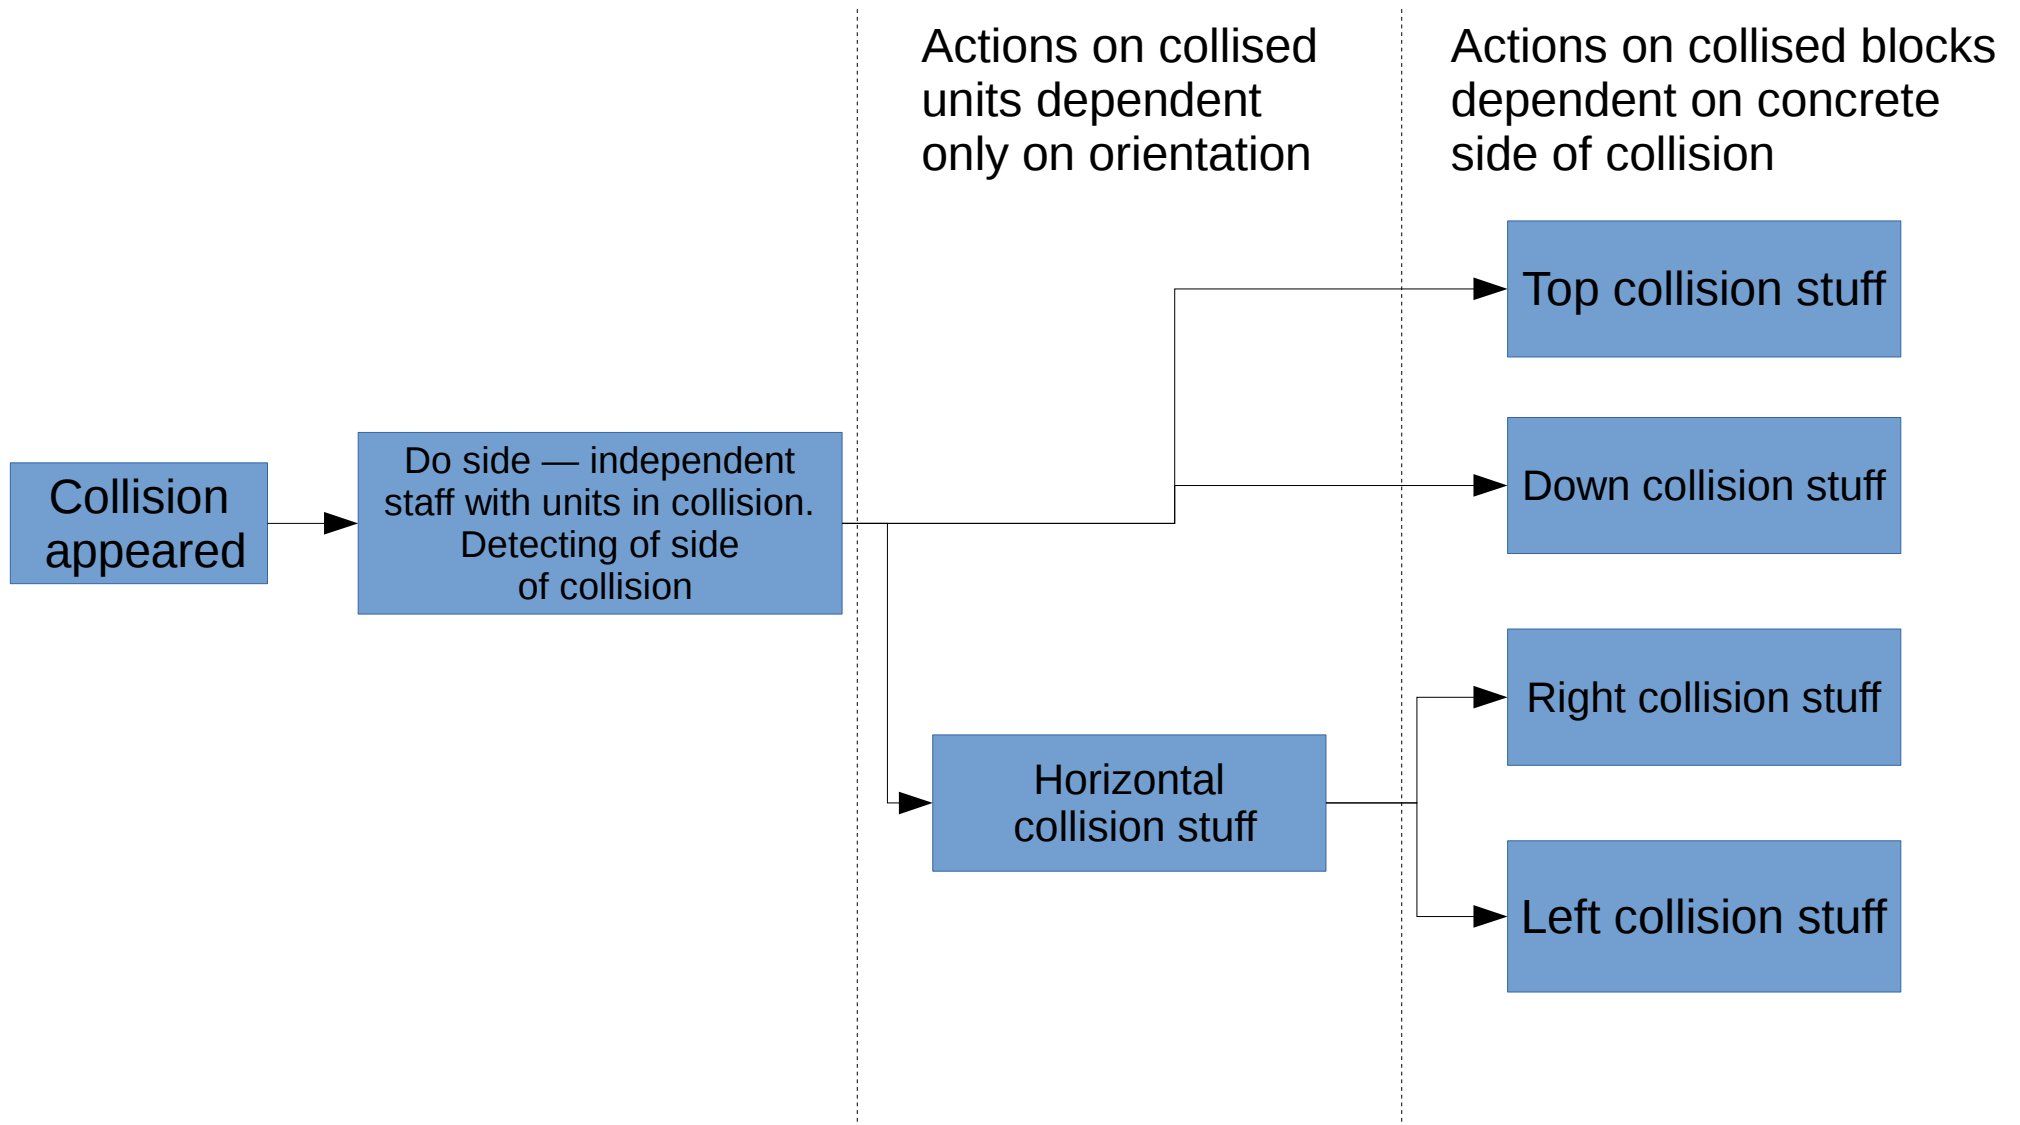 Actions on collised
units dependent
only on orientation
Actions on collised blocks
dependent on concrete
side of collision
Collision
appeared
Do side — independent
staff with units in collision.
Detecting of side
of collision
Top collision stuff
Down collision stuff
Horizontal
collision stuff
Right collision stuff
Left collision stuff